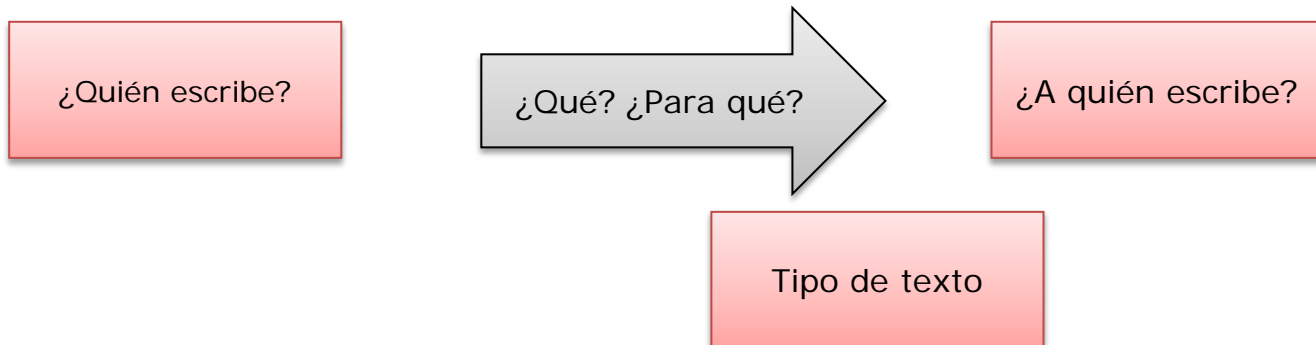 ¿Quién escribe?
¿Qué? ¿Para qué?
¿A quién escribe?
Tipo de texto